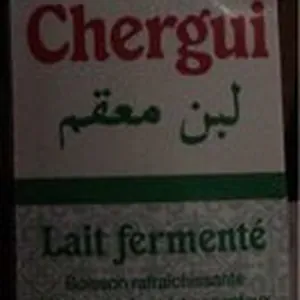 Chergui
لبن معقم
Lait fermenté
Boisson rafraîchissante